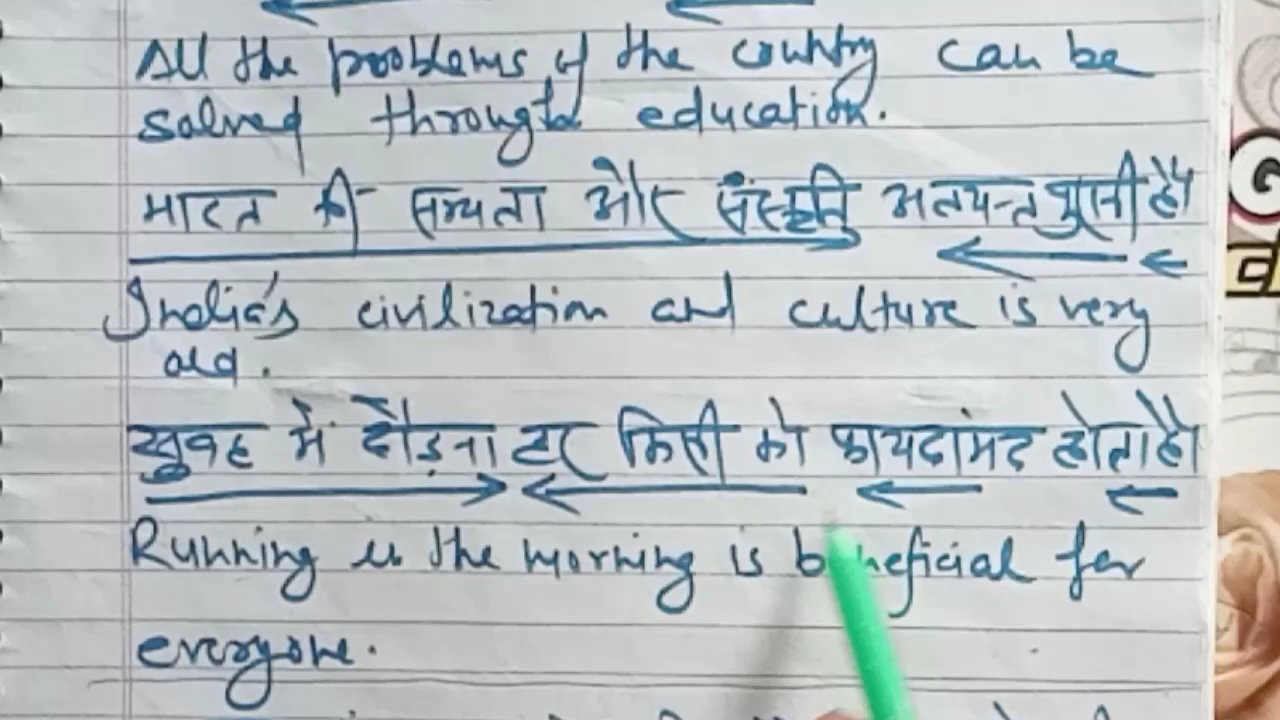 All the problems of the country can be
solved through education.
भारत की सभ्यता और संस्कृति अत्यन्त पुरानी है।
India's civilization and culture is very
old.
सुबह में दौड़ना हर किसी को फायदामंद होता है।
Running in the morning is beneficial for
everyone.